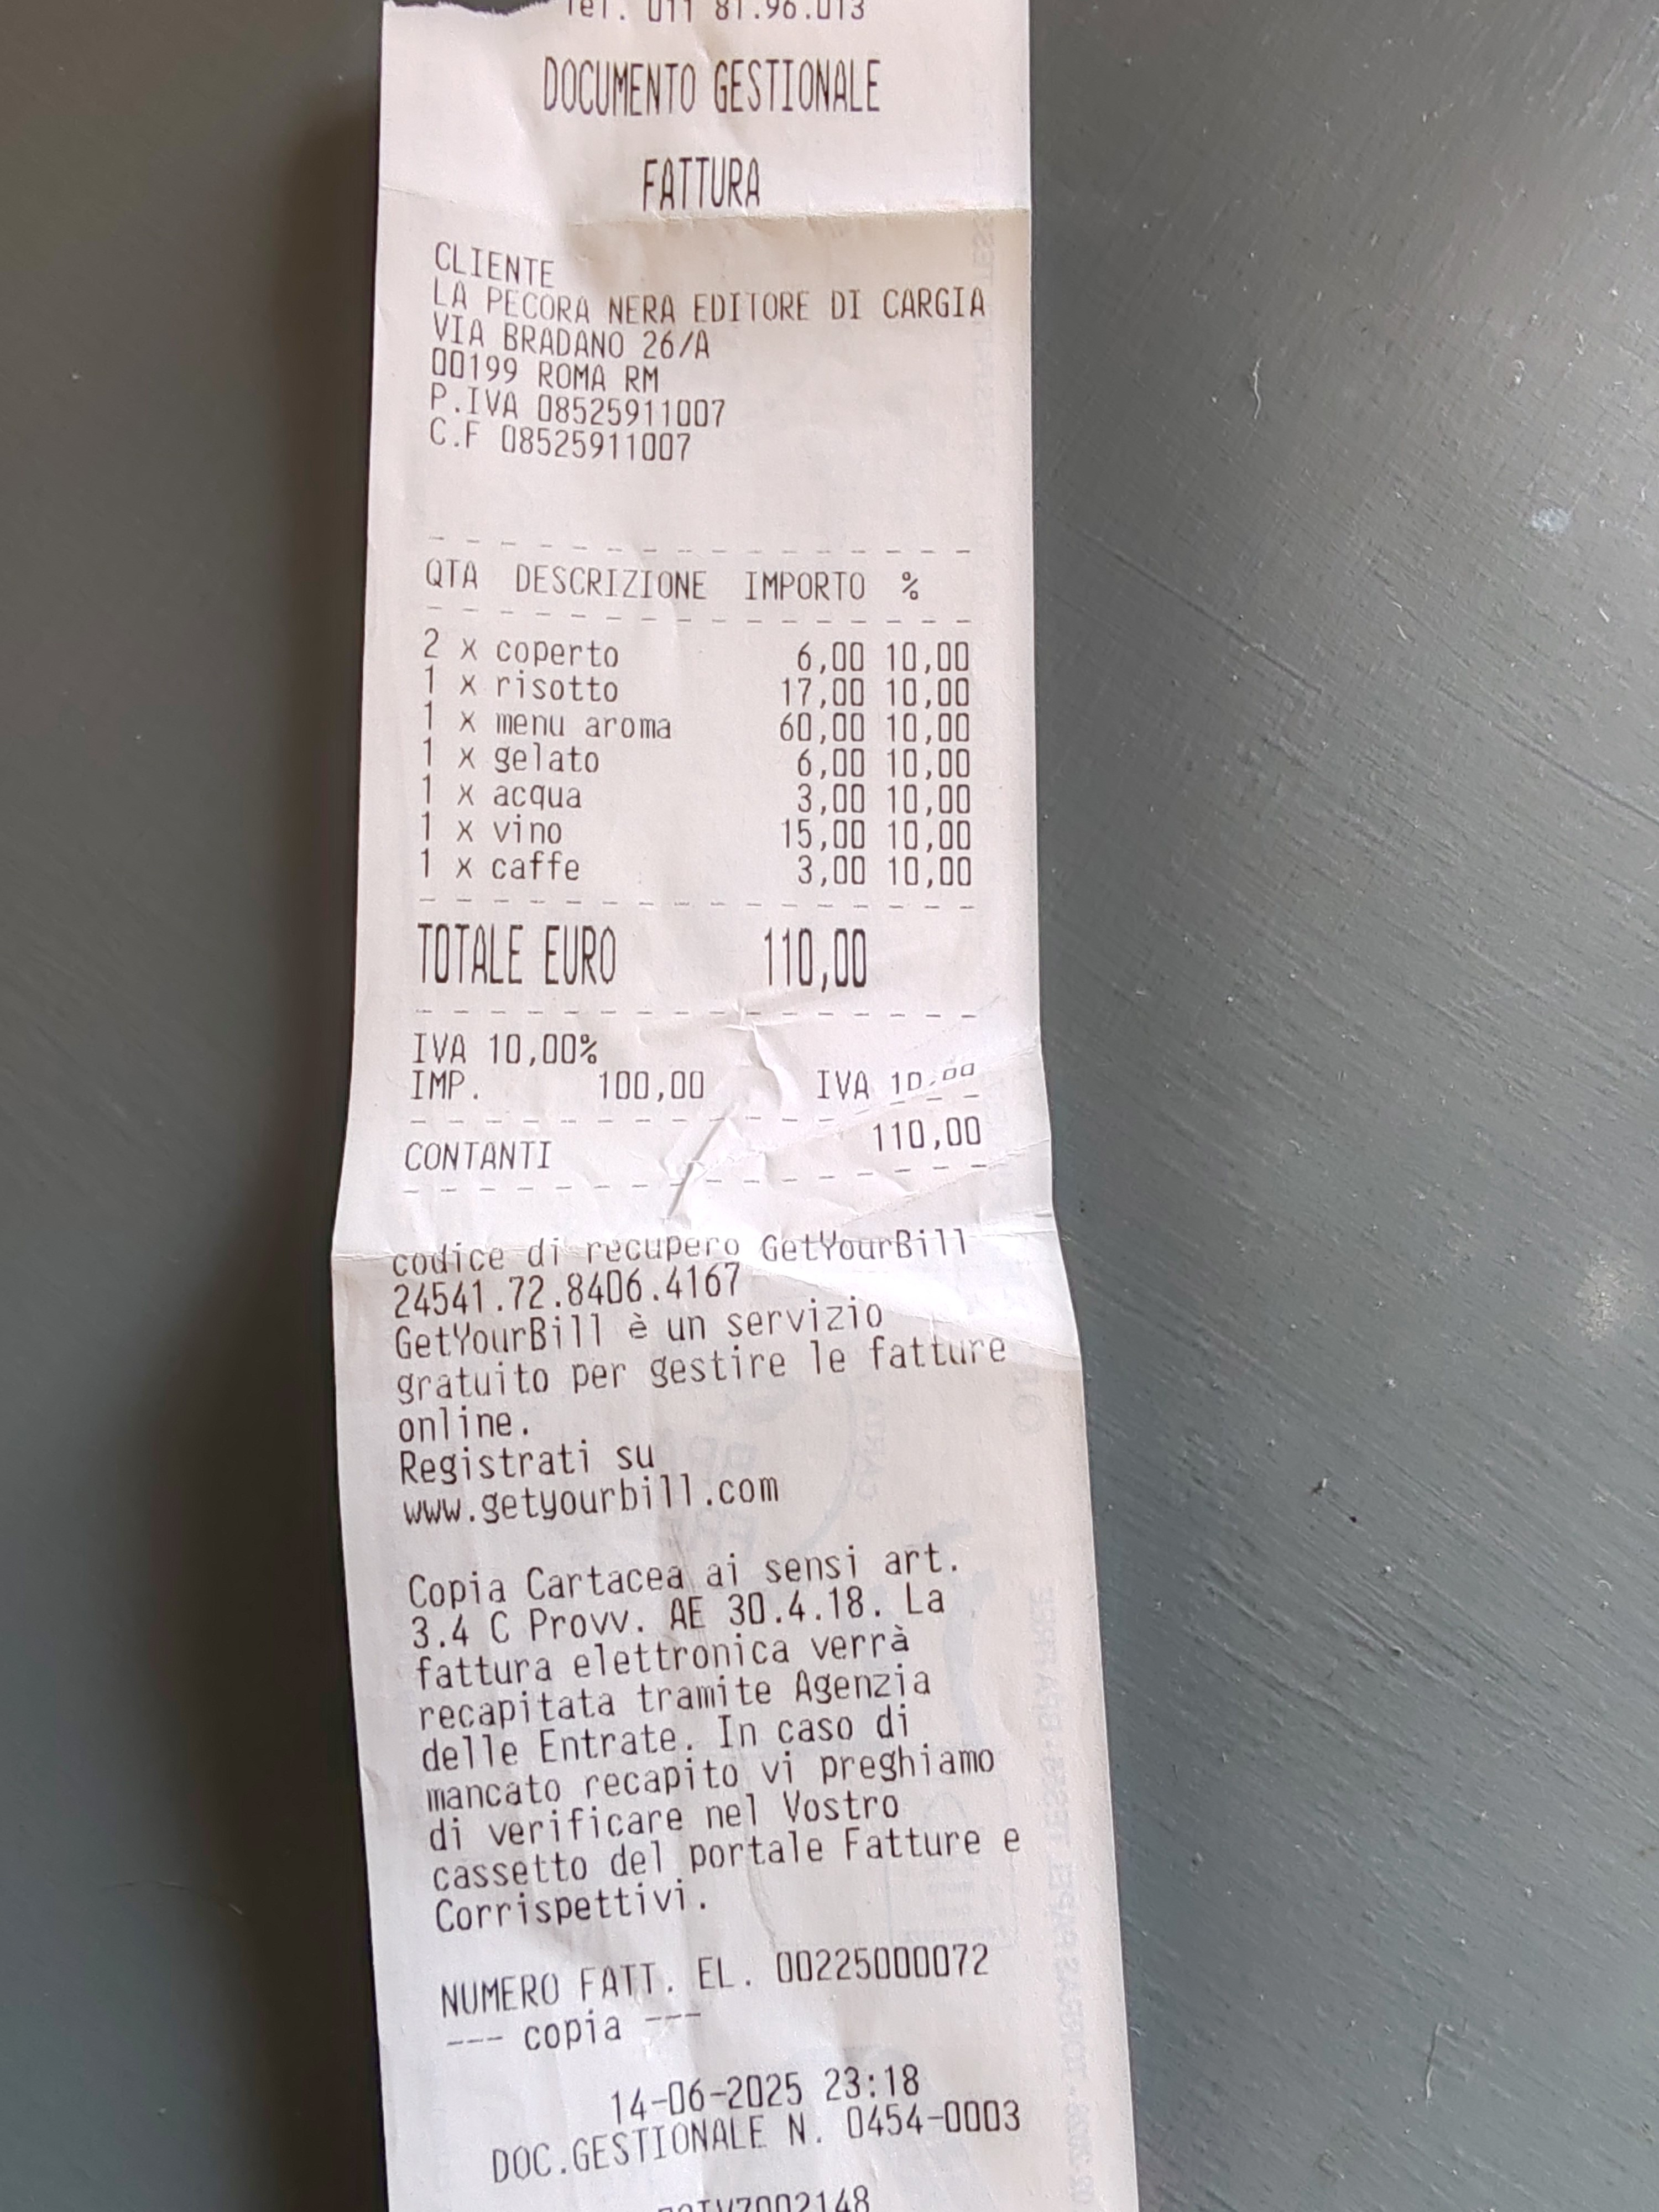 Tel. 011 81.96.013
DOCUMENTO GESTIONALE
FATTURA
CLIENTE
LA PECORA NERA EDITORE DI CARGIA
VIA BRADANO 26/A
00199 ROMA RM
P.IVA 08525911007
C.F 08525911007
QTA DESCRIZIONE IMPORTO %
2 x coperto 6,00 10,00
1 x risotto 17,00 10,00
1 x menu aroma 60,00 10,00
1 x gelato 6,00 10,00
1 x acqua 3,00 10,00
1 x vino 15,00 10,00
1 x caffe 3,00 10,00
TOTALE EURO 110,00
IVA 10,00%
IMP. 100,00 IVA 10,00
CONTANTI 110,00
codice di recupero GetYourBill
24541.72.8406.4167
GetYourBill è un servizio
gratuito per gestire le fatture
online.
Registrati su
www.getyourbill.com
Copia Cartacea ai sensi art.
3.4 C Provv. AE 30.4.18. La
fattura elettronica verrà
recapitata tramite Agenzia
delle Entrate. In caso di
mancato recapito vi preghiamo
di verificare nel Vostro
cassetto del portale Fatture e
Corrispettivi.
NUMERO FATT. EL. 00225000072
--- copia ---
14-06-2025 23:18
DOC.GESTIONALE N. 0454-0003